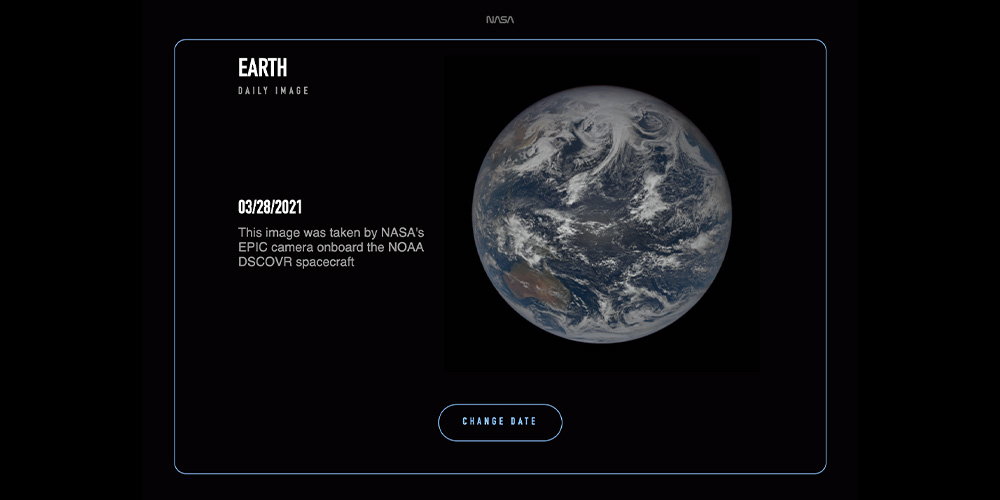 NASA
EARTH
DAILY IMAGE
03/28/2021
This image was taken by NASA's
EPIC camera onboard the NOAA
DSCOVR spacecraft
CHANGE DATE